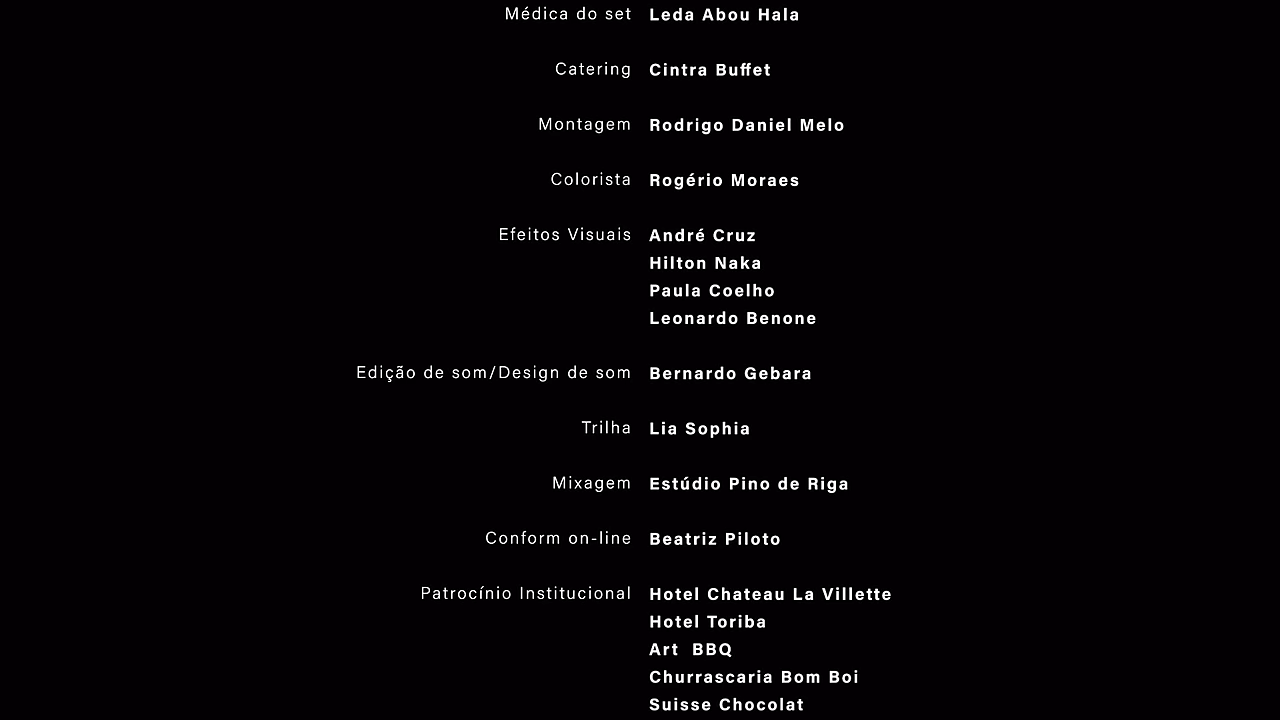 Médica do set Leda Abou Hala
Catering Cintra Buffet
Montagem Rodrigo Daniel Melo
Colorista Rogério Moraes
Efeitos Visuais André Cruz
Hilton Naka
Paula Coelho
Leonardo Benone
Edição de som/Design de som Bernardo Gebara
Trilha Lia Sophia
Mixagem Estúdio Pino de Riga
Conform on-line Beatriz Piloto
Patrocínio Institucional Hotel Chateau La Villette
Hotel Toriba
Art  BBQ
Churrascaria Bom Boi
Suisse Chocolat